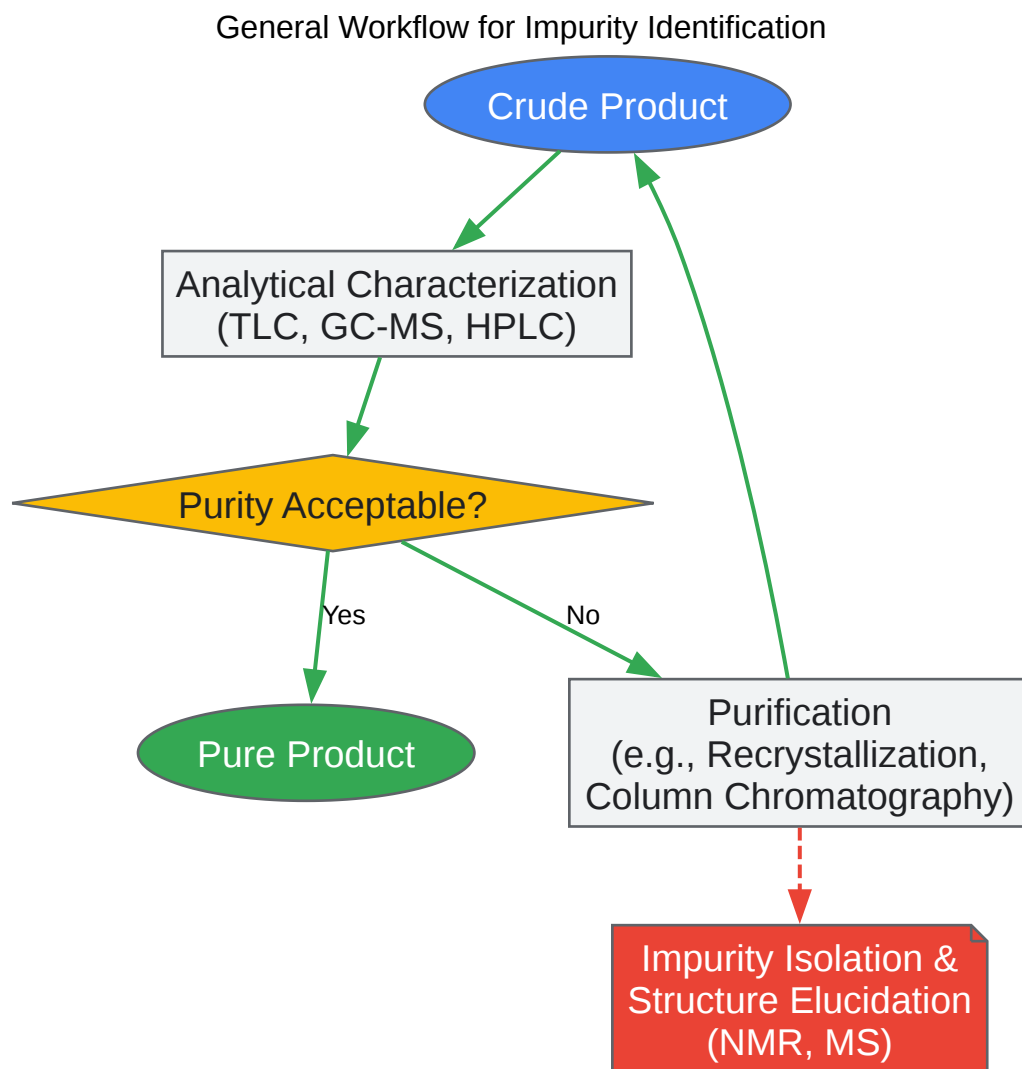 General Workflow for Impurity Identification
Crude Product
Analytical Characterization
(TLC, GC-MS, HPLC)
Purity Acceptable?
Yes
No
Pure Product
Purification
(e.g., Recrystallization,
Column Chromatography)
Impurity Isolation &
Structure Elucidation
(NMR, MS)